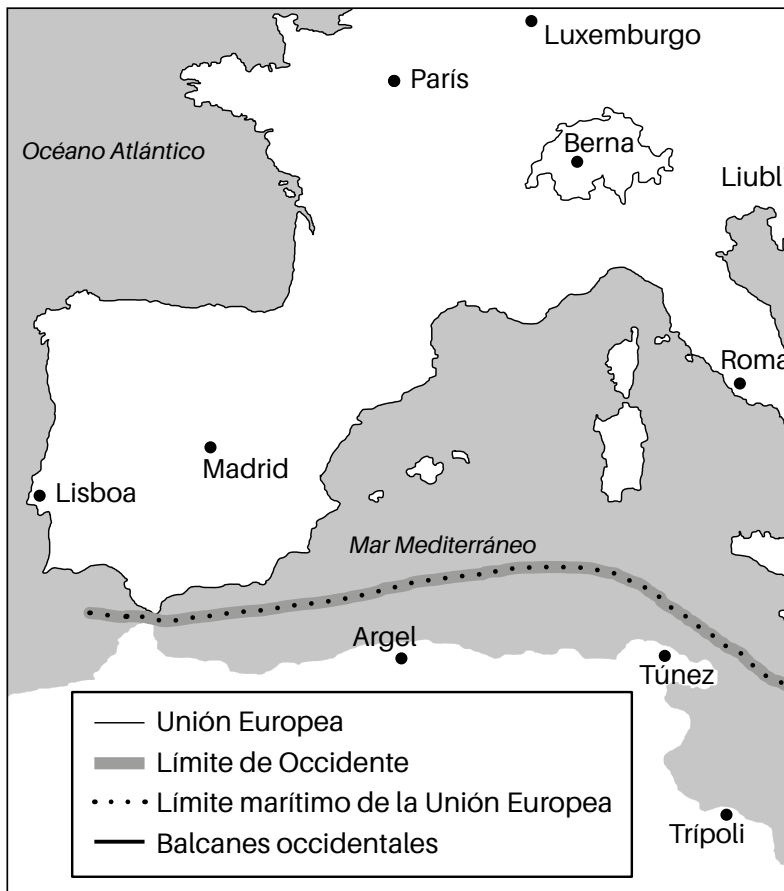 Luxemburgo
París
Berna
Océano Atlántico
Liubl
Roma
Madrid
Lisboa
Mar Mediterráneo
Argel
Túnez
Unión Europea
Límite de Occidente
Límite marítimo de la Unión Europea
Balcanes occidentales
Trípoli